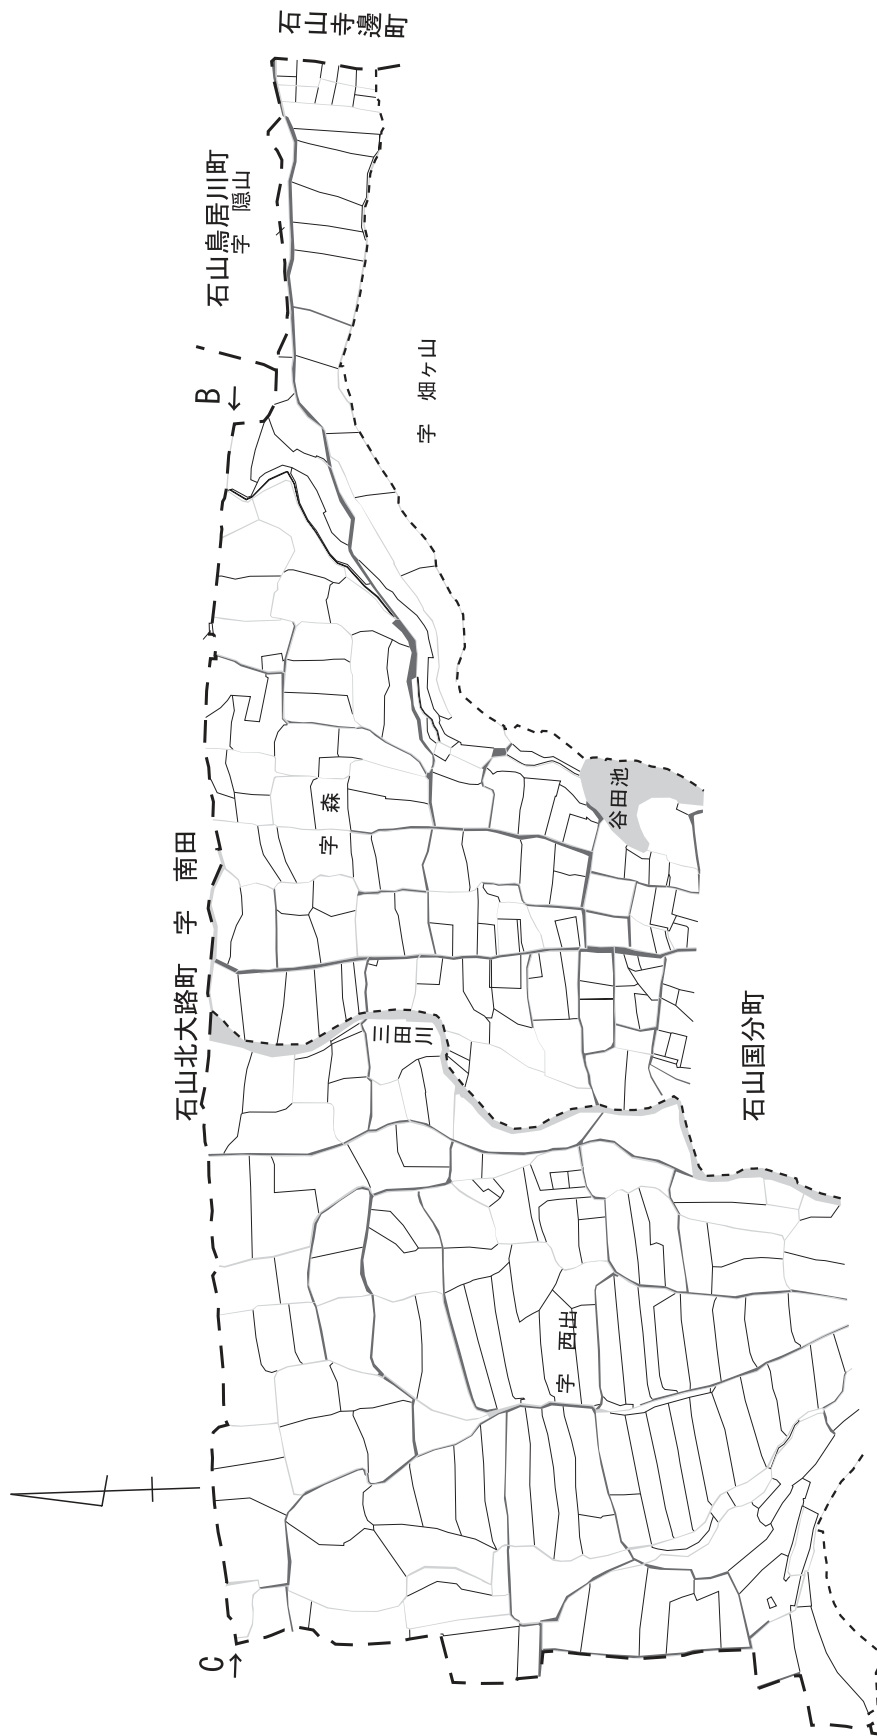 石山寺邊町
石山鳥居川町
字 隠山
B
字 畑ヶ山
谷田池
字 森
石山北大路町 字 南田
三田川
石山国分町
字 西出
C